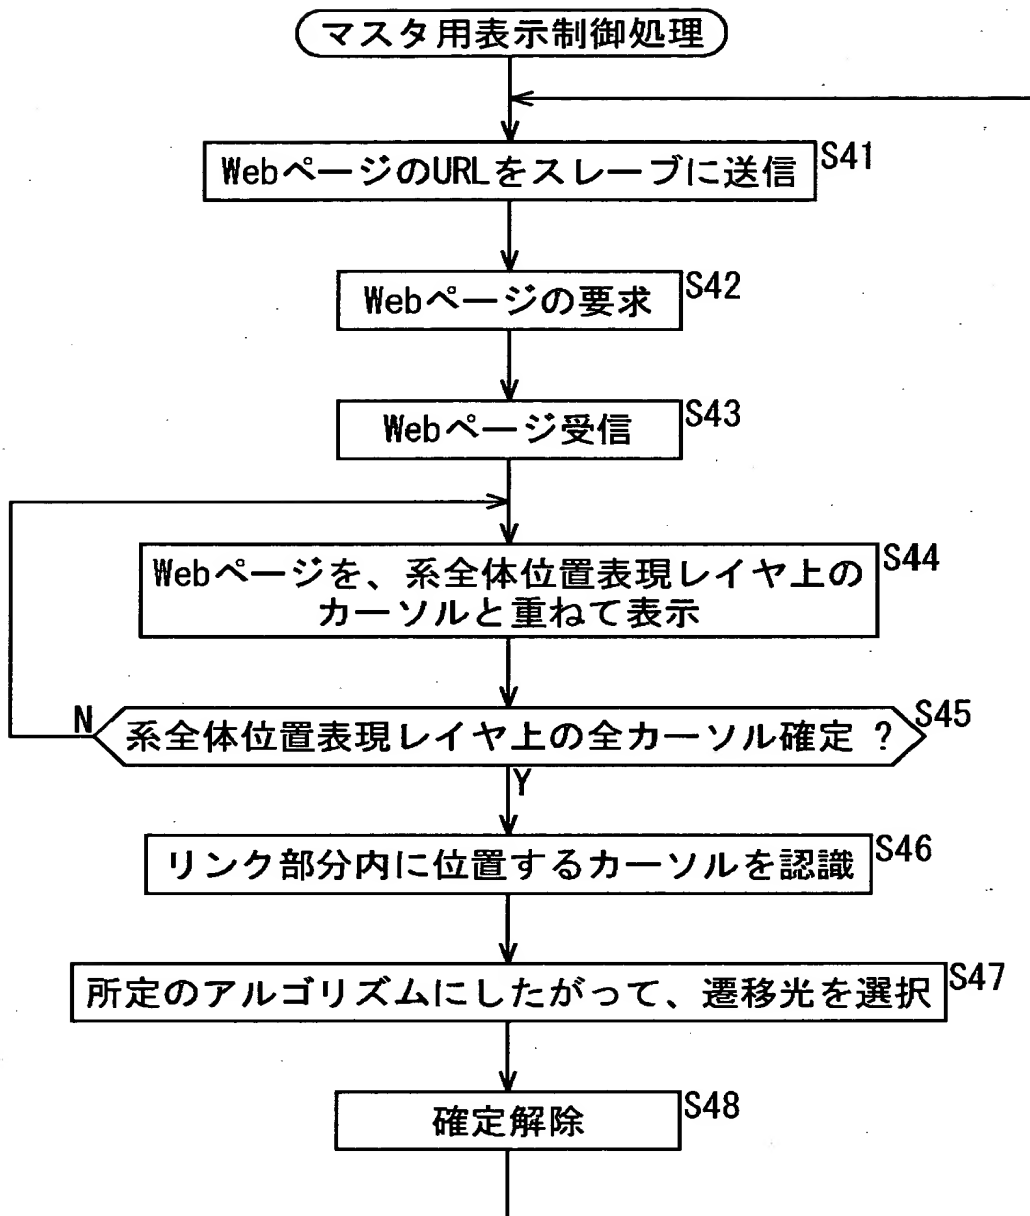 マスタ用表示制御処理
WebページのURLをスレーブに送信
S41
Webページの要求
S42
Webページ受信
S43
Webページを、系全体位置表現レイヤ上の
カーソルと重ねて表示
S44
系全体位置表現レイヤ上の全カーソル確定 ?
S45
N
Y
リンク部分内に位置するカーソルを認識
S46
所定のアルゴリズムにしたがって、遷移光を選択
S47
確定解除
S48